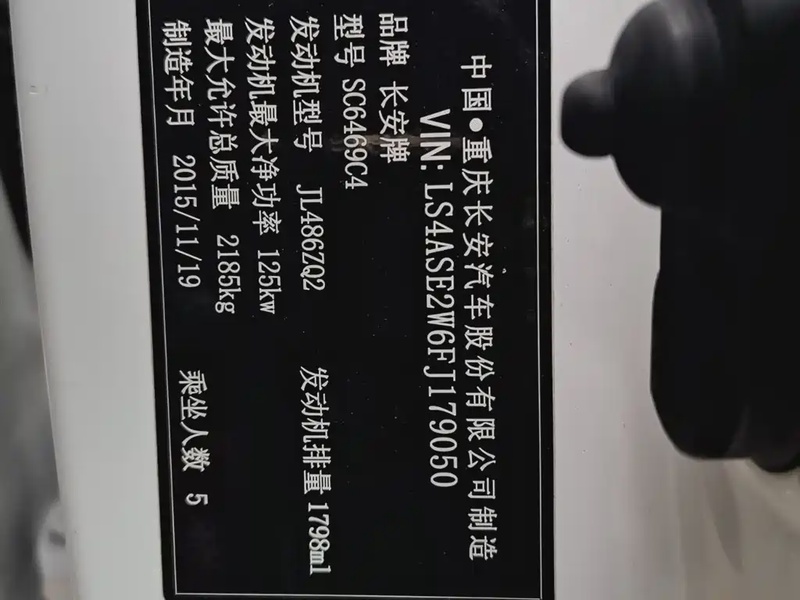 中国●重庆长安汽车股份有限公司制造
VIN:LS4ASE2W6FJ179050
品牌 长安牌
型号 SC6469C4
发动机型号 JL486ZQ2 发动机排量 1798ml
发动机最大净功率 125kw
最大允许总质量 2185kg
制造年月 2015/11/19 乘坐人数 5